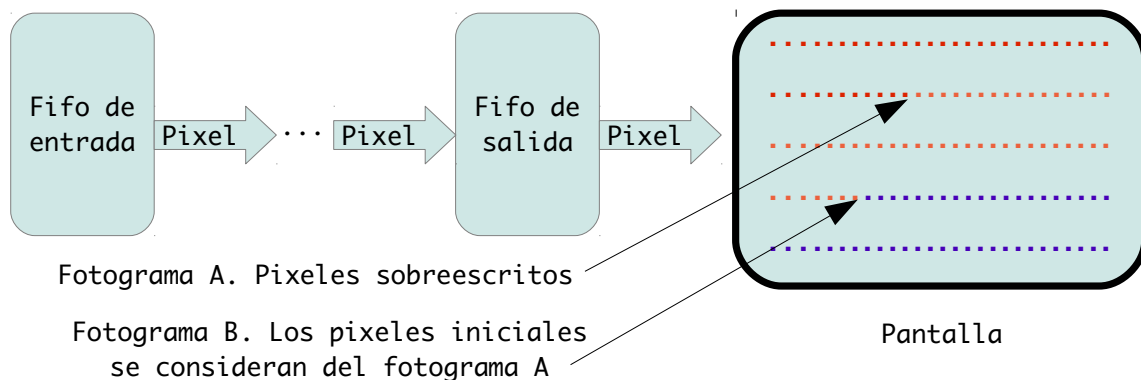 Fifo de
entrada
Pixel
...
Pixel
Fifo de
salida
Pixel
Fotograma A. Pixeles sobreescritos
Fotograma B. Los pixeles iniciales
se consideran del fotograma A
Pantalla